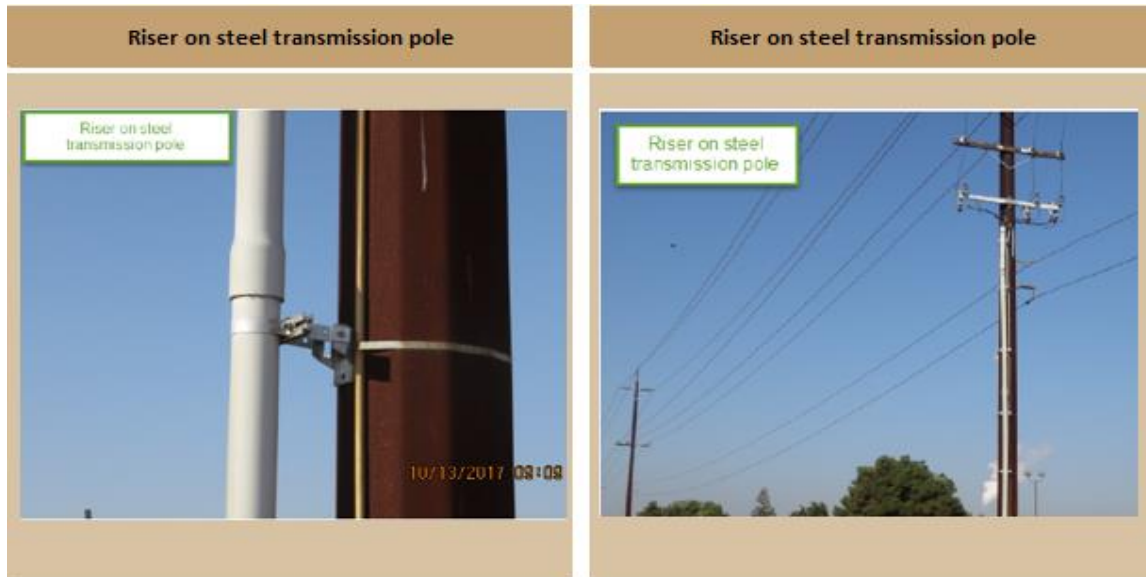 Riser on steel transmission pole
Riser on steel transmission pole
Riser on steel
transmission pole
10/13/2017 09:09
Riser on steel
transmission pole